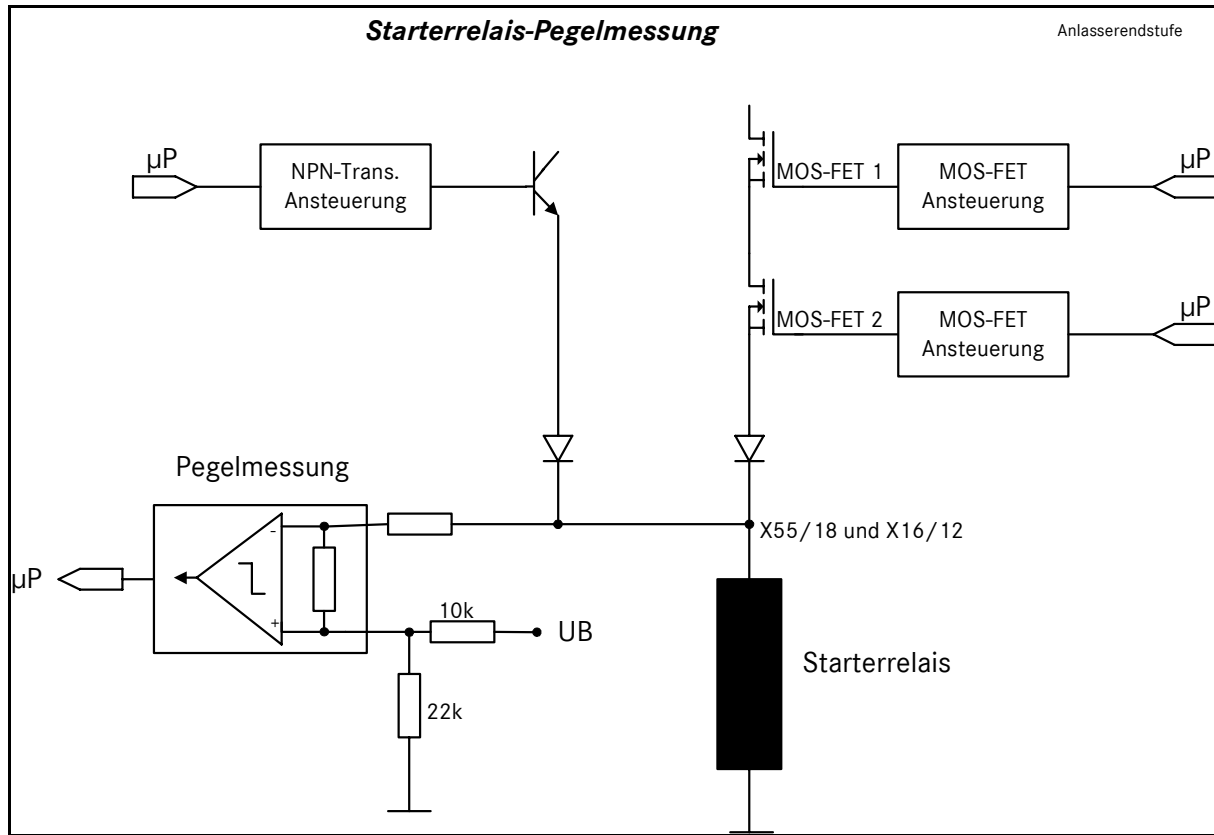 Starterrelais-Pegelmessung
Anlasserendstufe
µP
NPN-Trans.
Ansteuerung
MOS-FET 1
MOS-FET
Ansteuerung
µP
MOS-FET 2
MOS-FET
Ansteuerung
µP
Pegelmessung
X55/18 und X16/12
-
µP
+
10k
UB
Starterrelais
22k